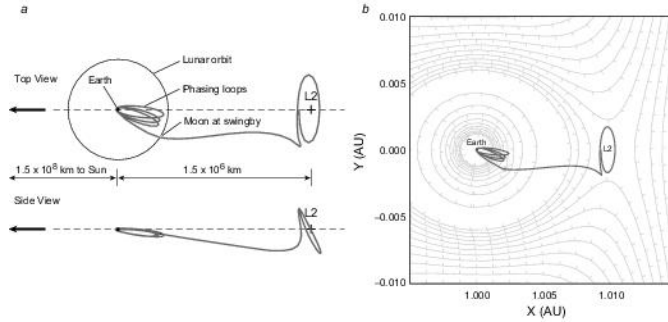 a
Top View
Lunar orbit
Earth
Phasing loops
L2
Moon at swingby
1.5 x 10⁸ km to Sun
1.5 x 10⁶ km
Side View
L2
b
0.010
0.005
0.000
−0.005
−0.010
Y (AU)
Earth
L2
1.000
1.005
1.010
X (AU)